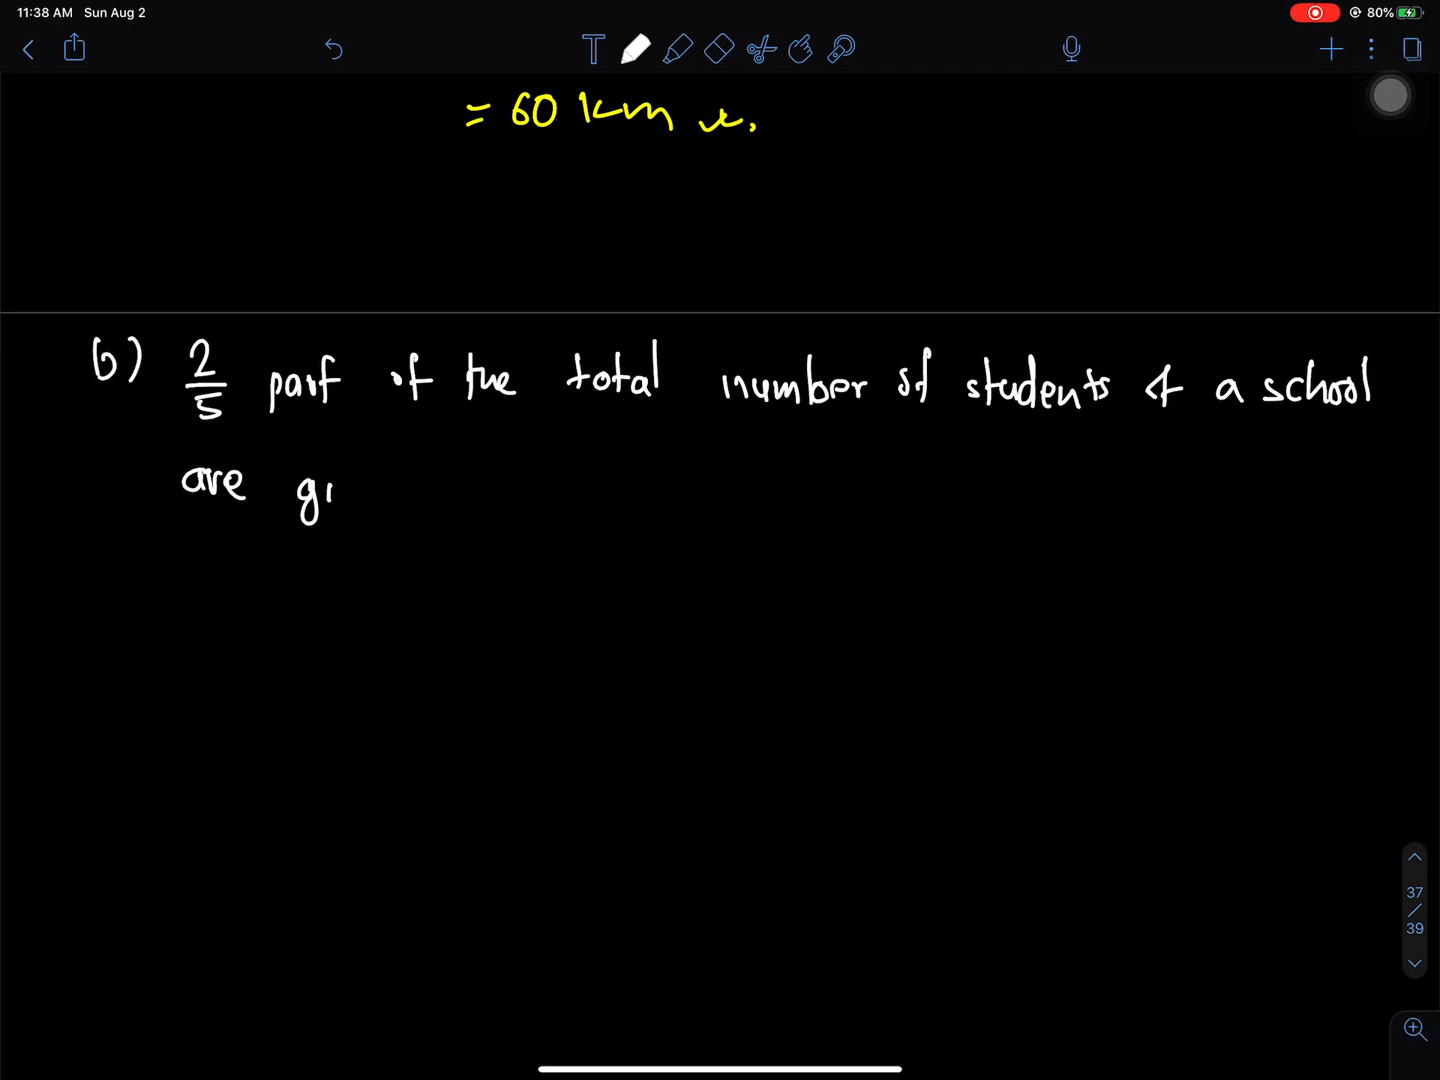 11:38 AM Sun Aug 2
80%
= 60 km
b) 2/5 part of the total number of students of a school
are gi
37
39